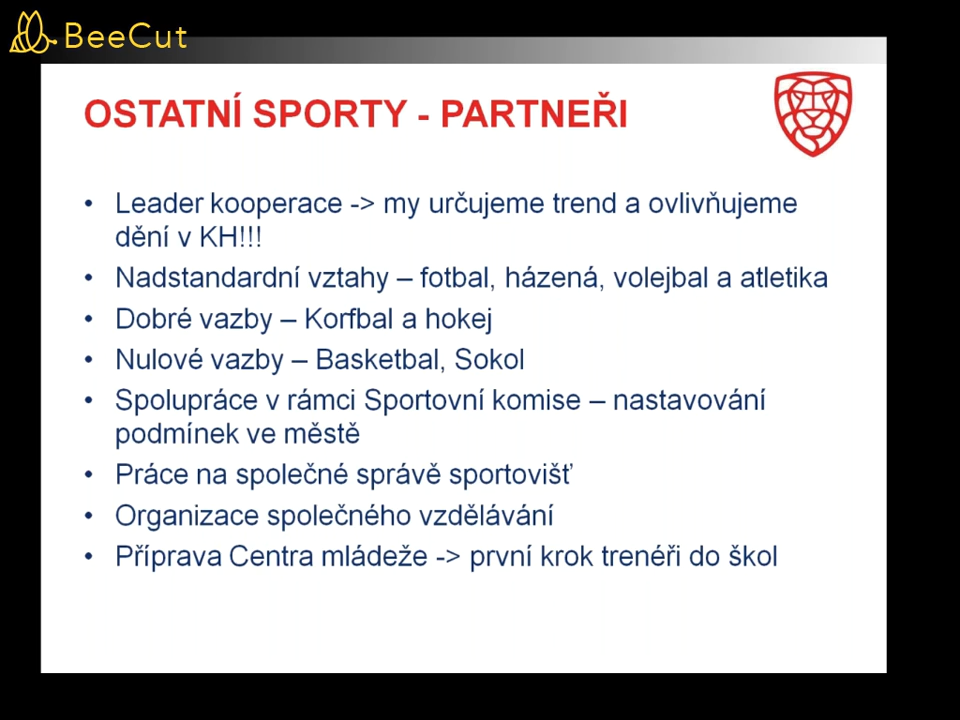 BeeCut
OSTATNÍ SPORTY - PARTNEŘI
• Leader kooperace -> my určujeme trend a ovlivňujeme
dění v KH!!!
• Nadstandardní vztahy – fotbal, házená, volejbal a atletika
• Dobré vazby – Korfbal a hokej
• Nulové vazby – Basketbal, Sokol
• Spolupráce v rámci Sportovní komise – nastavování
podmínek ve městě
• Práce na společné správě sportovišť
• Organizace společného vzdělávání
• Příprava Centra mládeže -> první krok trenéři do škol